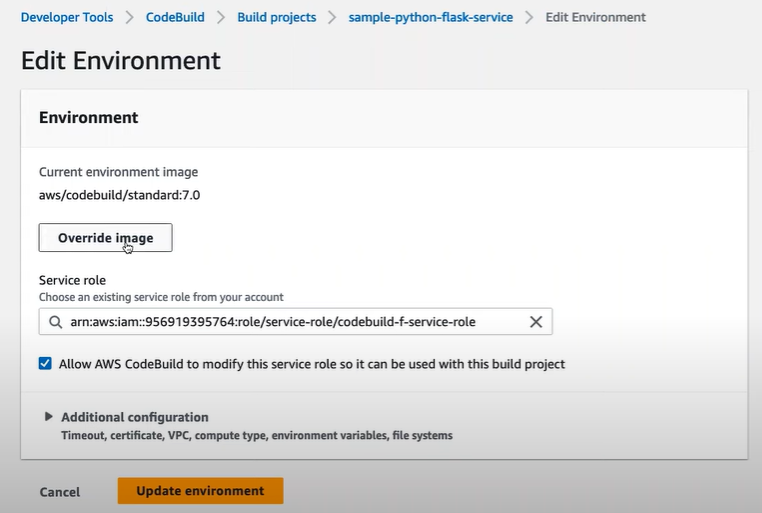 Developer Tools > CodeBuild > Build projects > sample-python-flask-service > Edit Environment
Edit Environment
Environment
Current environment image
aws/codebuild/standard:7.0
Override image
Service role
Choose an existing service role from your account
arn:aws:iam::956919395764:role/service-role/codebuild-f-service-role
Allow AWS CodeBuild to modify this service role so it can be used with this build project
Additional configuration
Timeout, certificate, VPC, compute type, environment variables, file systems
Cancel Update environment